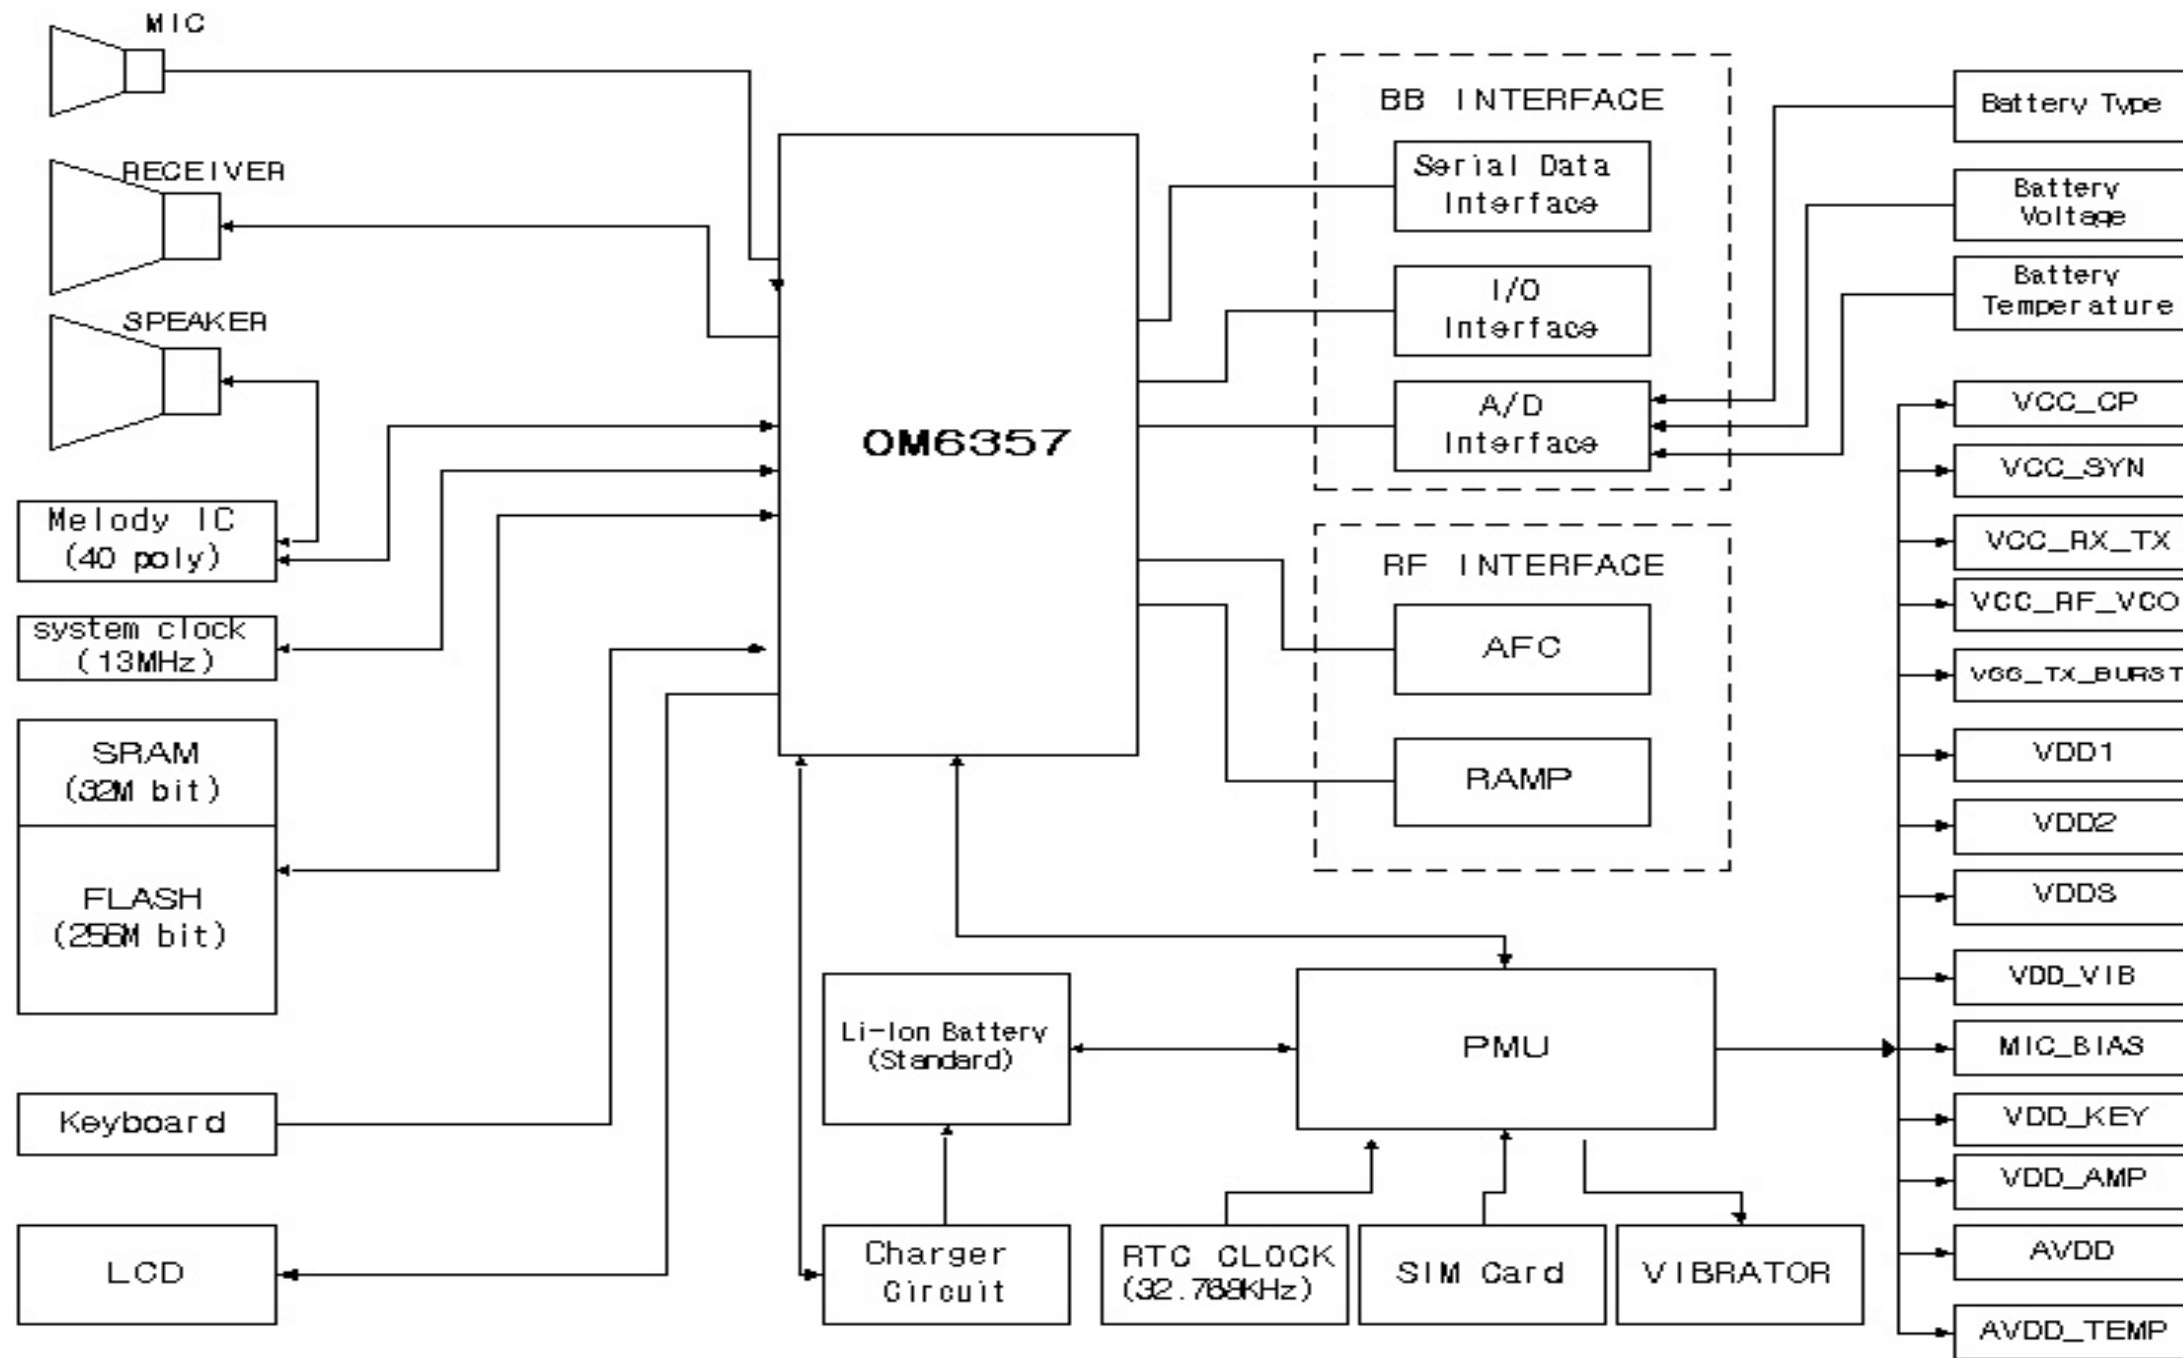 MIC
RECEIVER
SPEAKER
Melody IC
(40 poly)
system clock
(13MHz)
SRAM
(32M bit)
FLASH
(256M bit)
Keyboard
LCD
OM6357
BB INTERFACE
Serial Data
Interface
I/O
Interface
A/D
Interface
RF INTERFACE
AFC
RAMP
Li-Ion Battery
(Standard)
PMU
Charger
Circuit
RTC CLOCK
(32.768KHz)
SIM Card
VIBRATOR
Battery Type
Battery
Voltage
Battery
Temperature
VCC_CP
VCC_SYN
VCC_RX_TX
VCC_RF_VCO
VCC_TX_BURST
VDD1
VDD2
VDDS
VDD_VIB
MIC_BIAS
VDD_KEY
VDD_AMP
AVDD
AVDD_TEMP